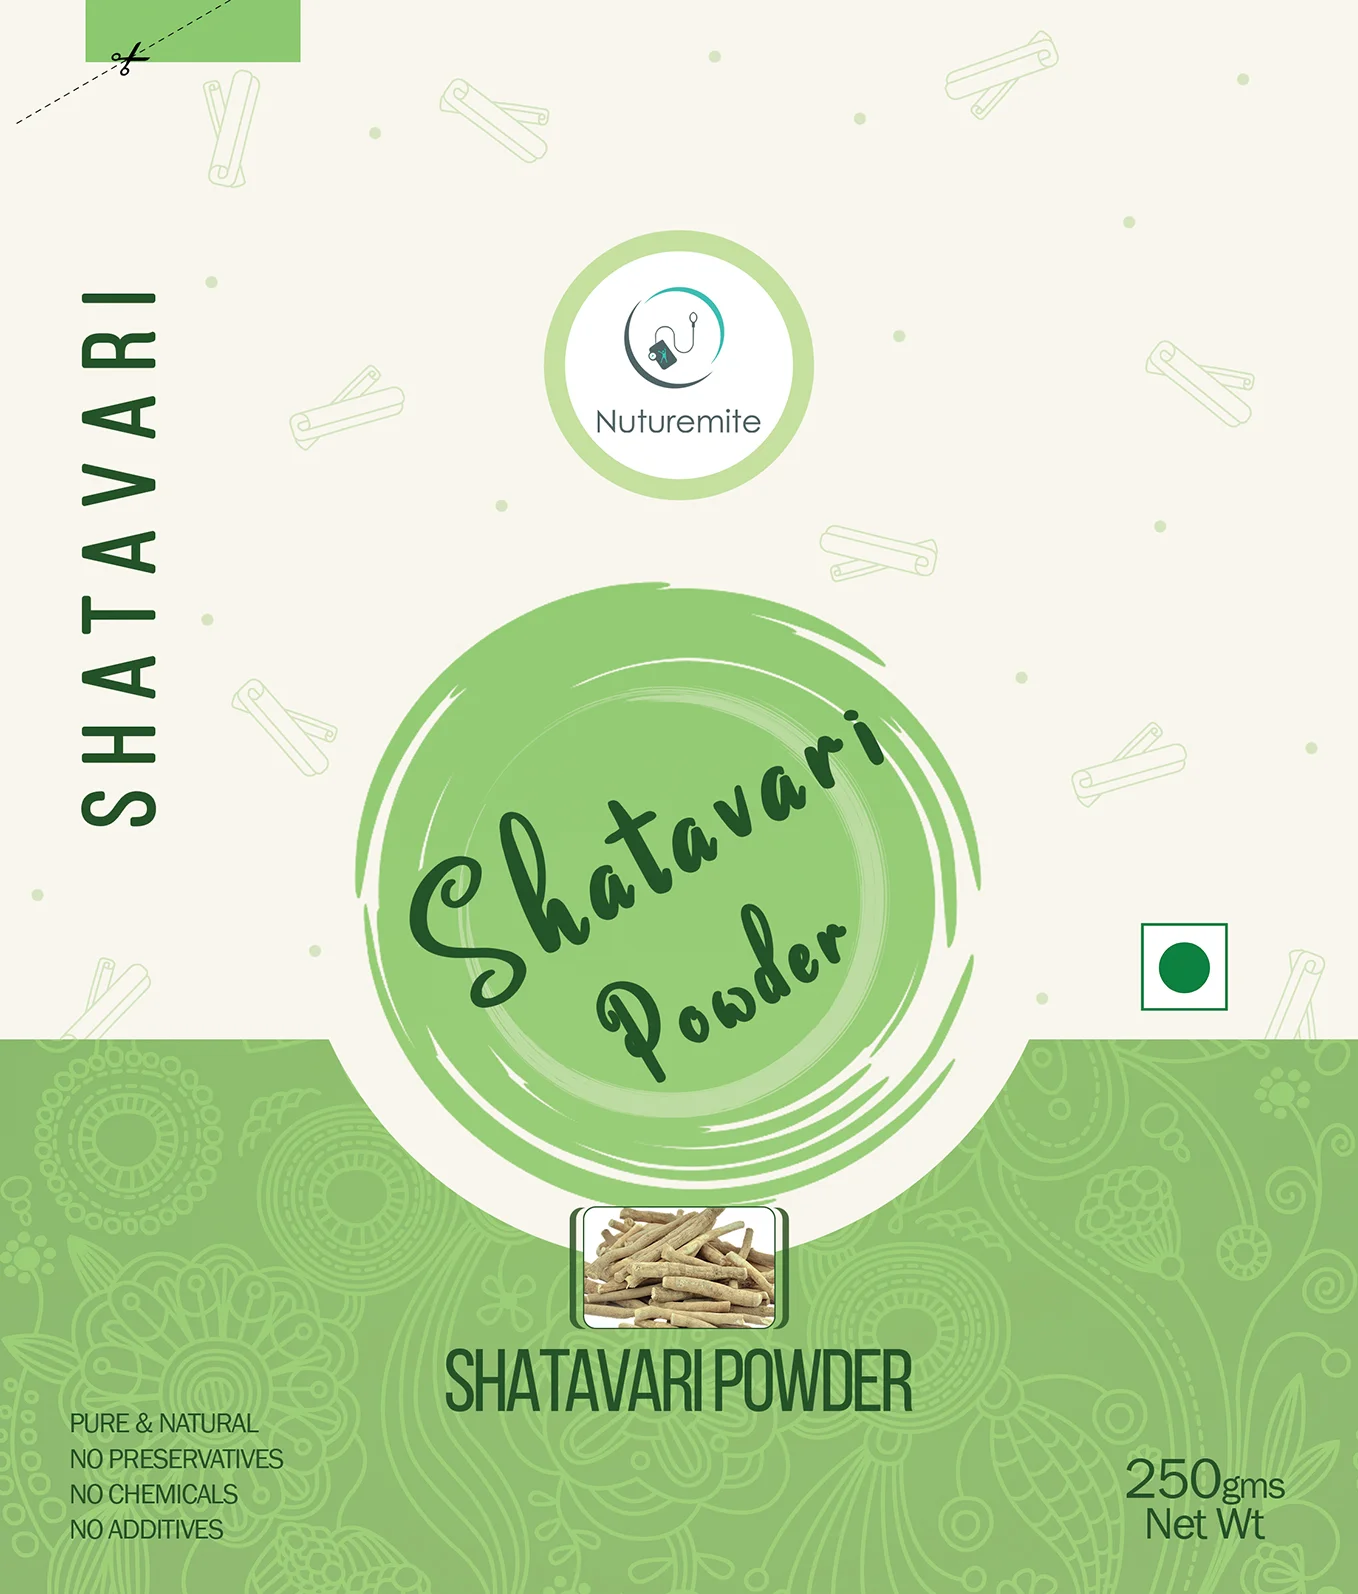 SHATAVARI
Nuturemite
Shatavari
Powder
SHATAVARI POWDER
PURE & NATURAL
NO PRESERVATIVES
NO CHEMICALS
NO ADDITIVES
250gms
Net Wt